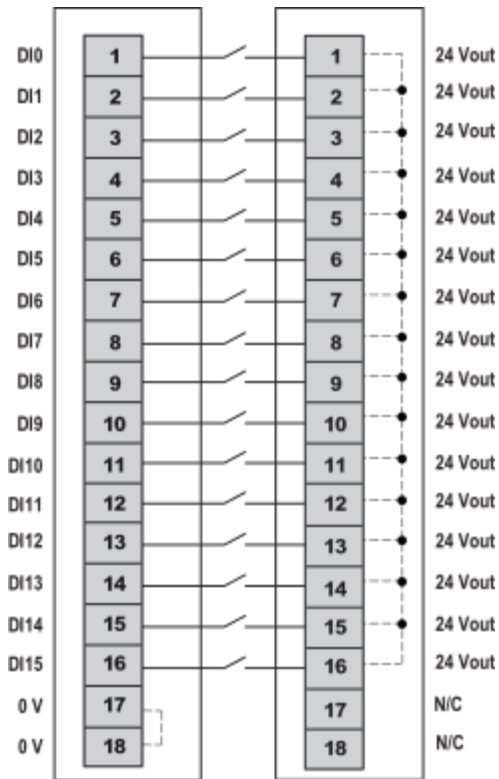 DI0 1 1 24 Vout
DI1 2 2 24 Vout
DI2 3 3 24 Vout
DI3 4 4 24 Vout
DI4 5 5 24 Vout
DI5 6 6 24 Vout
DI6 7 7 24 Vout
DI7 8 8 24 Vout
DI8 9 9 24 Vout
DI9 10 10 24 Vout
DI10 11 11 24 Vout
DI11 12 12 24 Vout
DI12 13 13 24 Vout
DI13 14 14 24 Vout
DI14 15 15 24 Vout
DI15 16 16 24 Vout
0 V 17 17 N/C
0 V 18 18 N/C